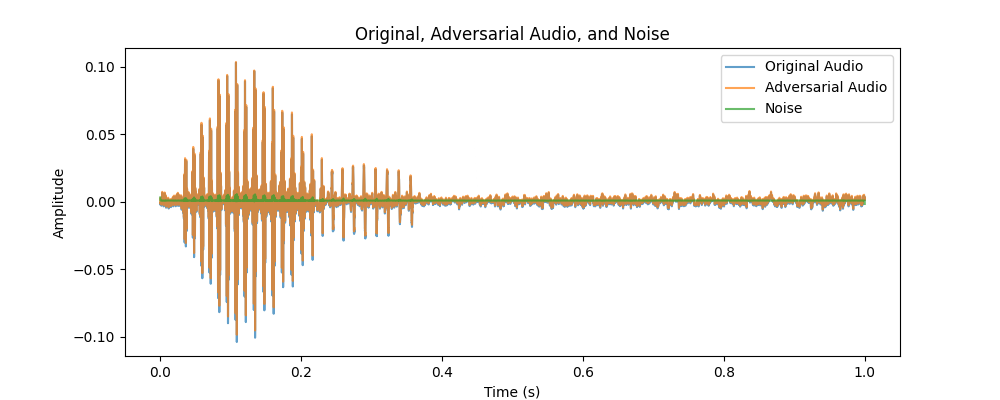 Original, Adversarial Audio, and Noise
Original Audio
Adversarial Audio
Noise
0.10
0.05
0.00
−0.05
−0.10
Amplitude
0.0
0.2
0.4
0.6
0.8
1.0
Time (s)